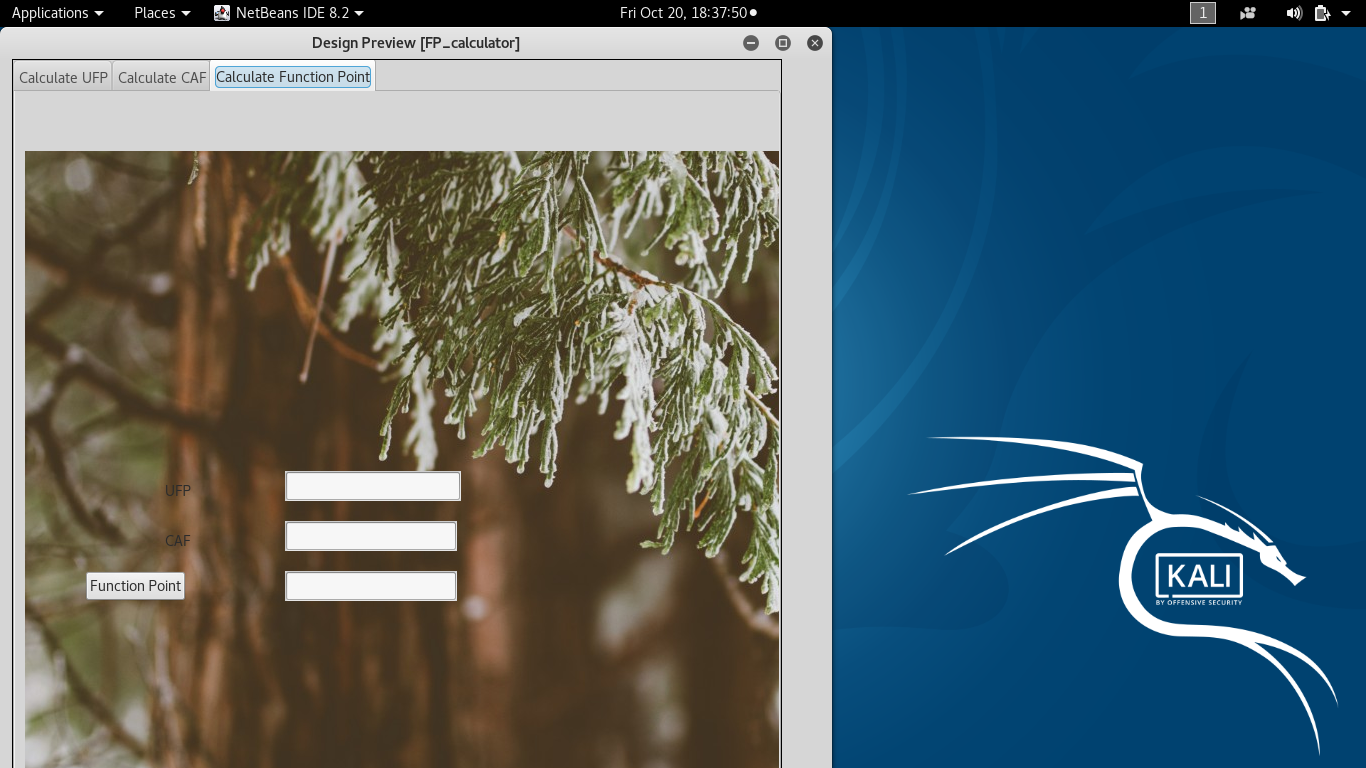 Applications Places NetBeans IDE 8.2 Fri Oct 20, 18:37:50 1
Design Preview [FP_calculator]
Calculate UFP Calculate CAF Calculate Function Point
UFP
CAF
Function Point
KALI
BY OFFENSIVE SECURITY